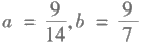 a = 9/14, b = 9/7